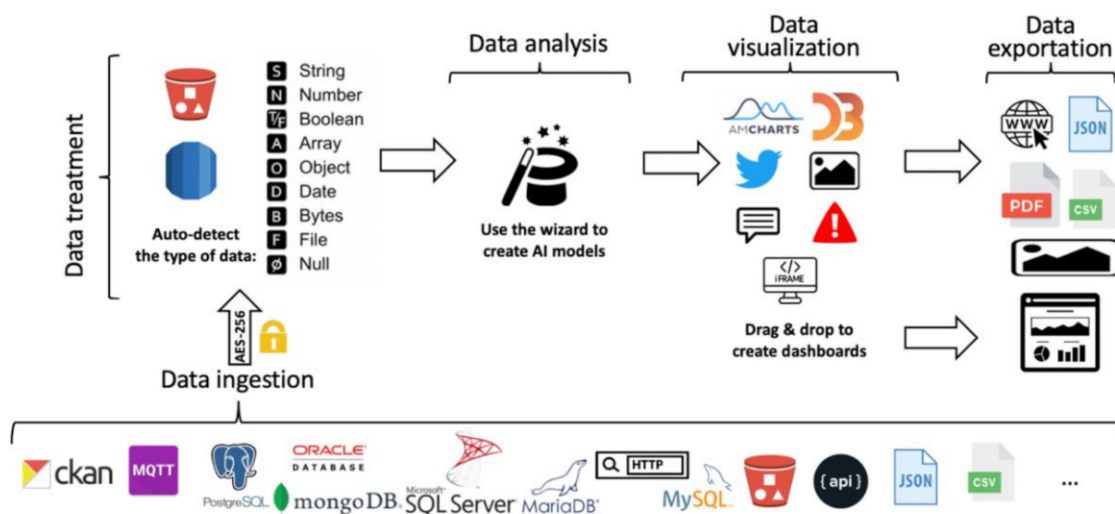 Data analysis
Data
visualization
Data
exportation
Data treatment
S String
N Number
T/F Boolean
A Array
O Object
D Date
B Bytes
F File
Ø Null
Auto-detect
the type of data:
Use the wizard to
create AI models
AMCHARTS
D3
</>
iFRAME
Drag & drop to
create dashboards
WWW
JSON
PDF
CSV
AES-256
Data ingestion
ckan
MQTT
PostgreSQL
ORACLE
DATABASE
mongoDB®
Microsoft®
SQL Server®
MariaDB®
HTTP
MySQL™
{api}
JSON
CSV
...